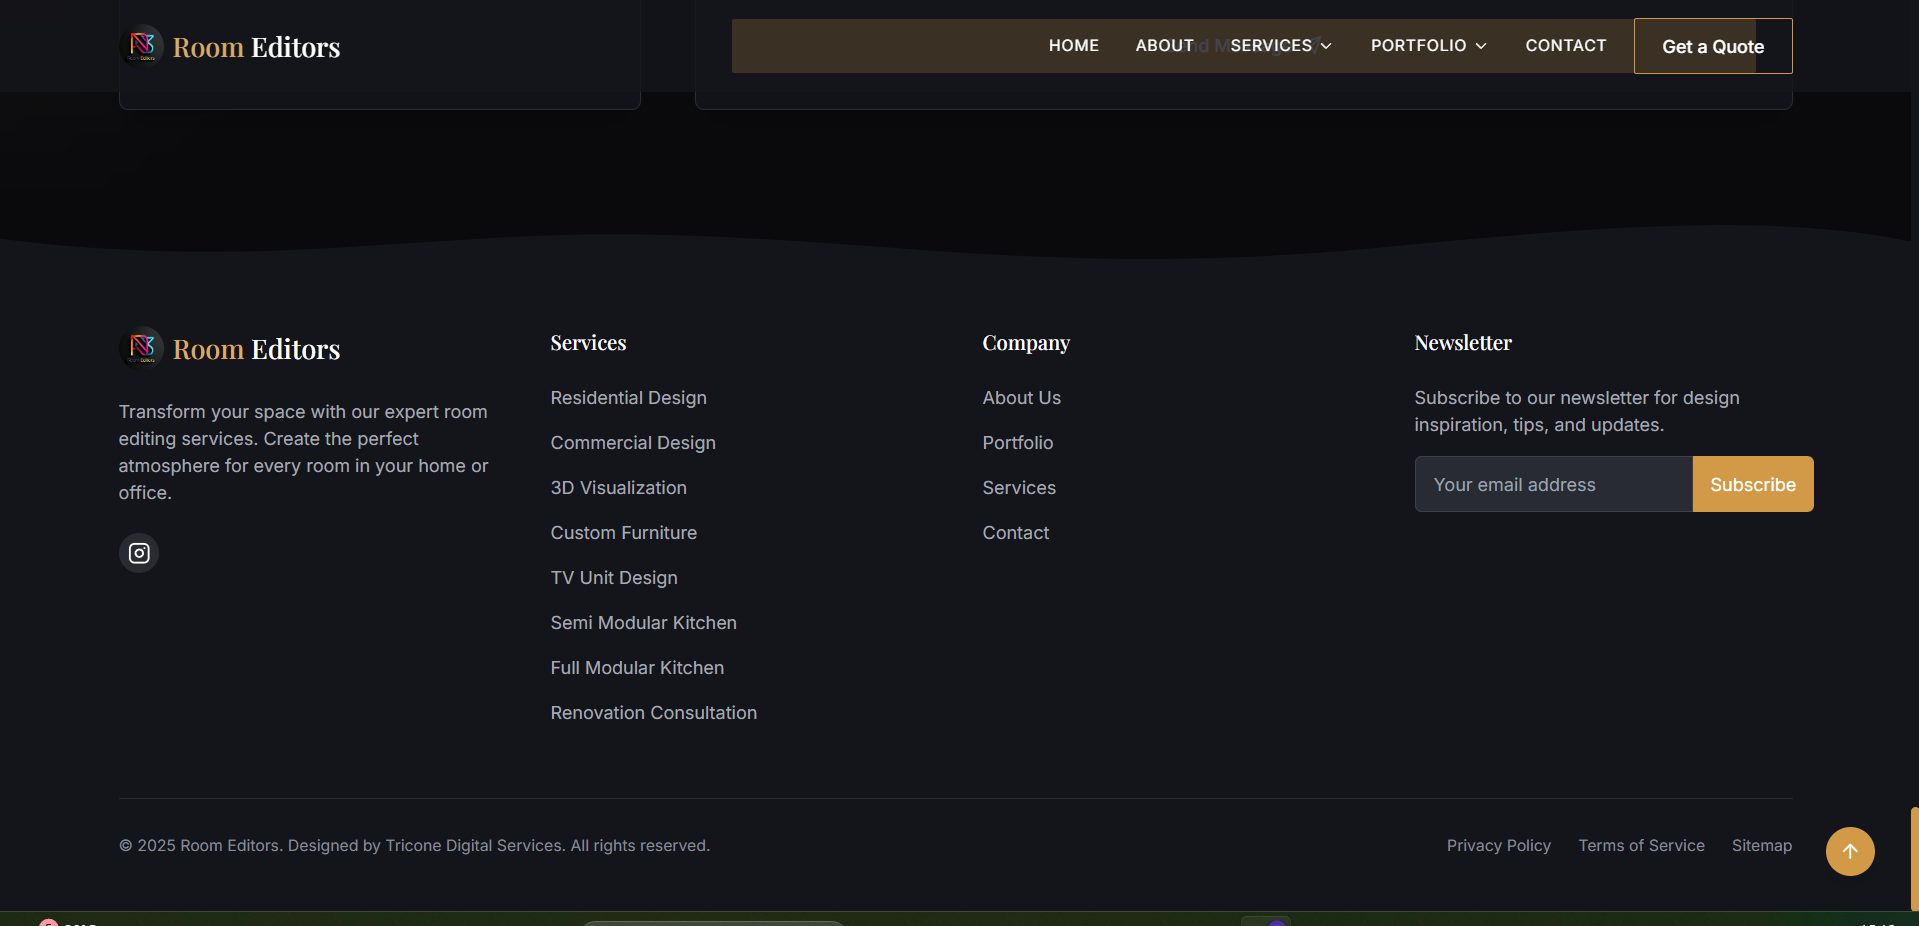 Room Editors
HOME ABOUT SERVICES PORTFOLIO CONTACT Get a Quote
Room Editors
Transform your space with our expert room
editing services. Create the perfect
atmosphere for every room in your home or
office.
Services
Residential Design
Commercial Design
3D Visualization
Custom Furniture
TV Unit Design
Semi Modular Kitchen
Full Modular Kitchen
Renovation Consultation
Company
About Us
Portfolio
Services
Contact
Newsletter
Subscribe to our newsletter for design
inspiration, tips, and updates.
Your email address Subscribe
© 2025 Room Editors. Designed by Tricone Digital Services. All rights reserved.
Privacy Policy Terms of Service Sitemap